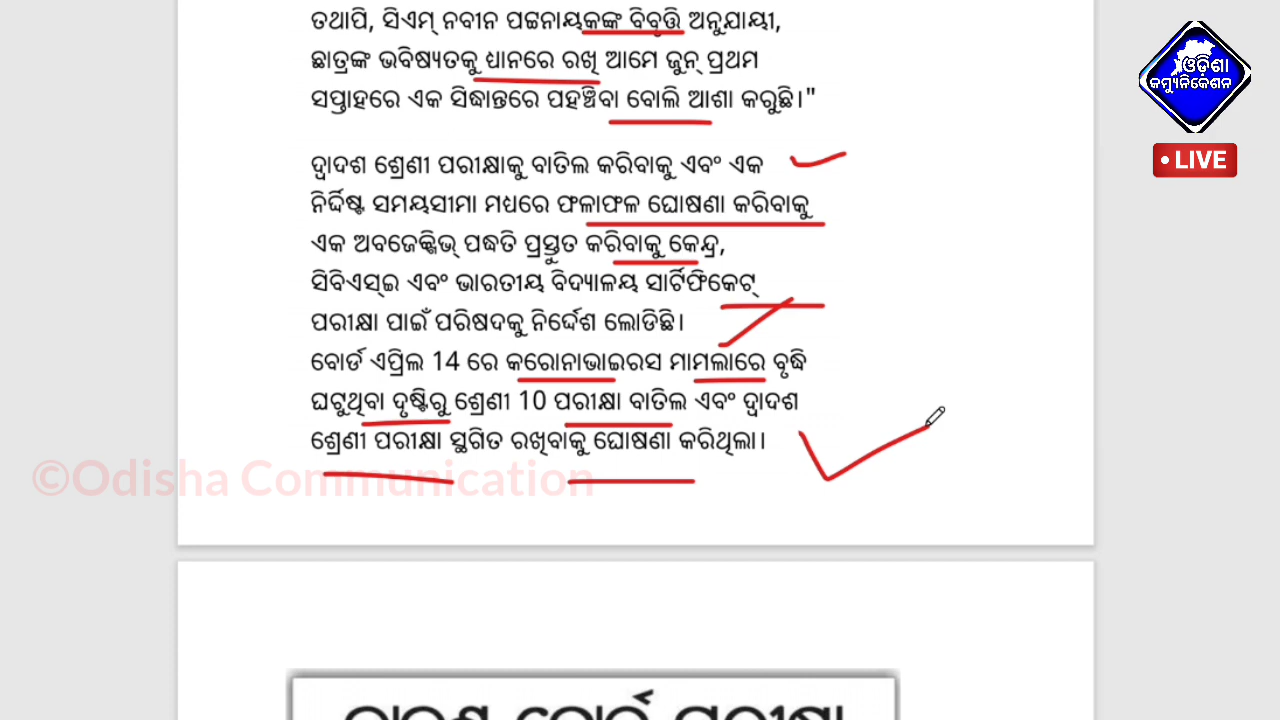 ତଥାପି, ସିଏମ୍ ନବୀନ ପଟ୍ଟନାୟକଙ୍କ ବିବୃତ୍ତି ଅନୁଯାୟୀ,
ଛାତ୍ରଙ୍କ ଭବିଷ୍ୟତକୁ ଧ୍ୟାନରେ ରଖି ଆମେ ଜୁନ୍ ପ୍ରଥମ
ସପ୍ତାହରେ ଏକ ସିଦ୍ଧାନ୍ତରେ ପହଞ୍ଚିବା ବୋଲି ଆଶା କରୁଛି।"
ଦ୍ୱାଦଶ ଶ୍ରେଣୀ ପରୀକ୍ଷାକୁ ବାତିଲ କରିବାକୁ ଏବଂ ଏକ
ନିର୍ଦ୍ଦିଷ୍ଟ ସମୟସୀମା ମଧ୍ୟରେ ଫଳାଫଳ ଘୋଷଣା କରିବାକୁ
ଏକ ଅବଜେକ୍ଟିଭ୍ ପଦ୍ଧତି ପ୍ରସ୍ତୁତ କରିବାକୁ କେନ୍ଦ୍ର,
ସିବିଏସ୍ଇ ଏବଂ ଭାରତୀୟ ବିଦ୍ୟାଳୟ ସାର୍ଟିଫିକେଟ୍
ପରୀକ୍ଷା ପାଇଁ ପରିଷଦକୁ ନିର୍ଦ୍ଦେଶ ଲୋଡିଛି।
ବୋର୍ଡ ଏପ୍ରିଲ 14 ରେ କରୋନାଭାଇରସ ମାମଲାରେ ବୃଦ୍ଧି
ଘଟୁଥିବା ଦୃଷ୍ଟିରୁ ଶ୍ରେଣୀ 10 ପରୀକ୍ଷା ବାତିଲ ଏବଂ ଦ୍ୱାଦଶ
ଶ୍ରେଣୀ ପରୀକ୍ଷା ସ୍ଥଗିତ ରଖିବାକୁ ଘୋଷଣା କରିଥିଲା।
©Odisha Communication
ଓଡ଼ିଶା
କମ୍ୟୁନିକେଶନ
• LIVE